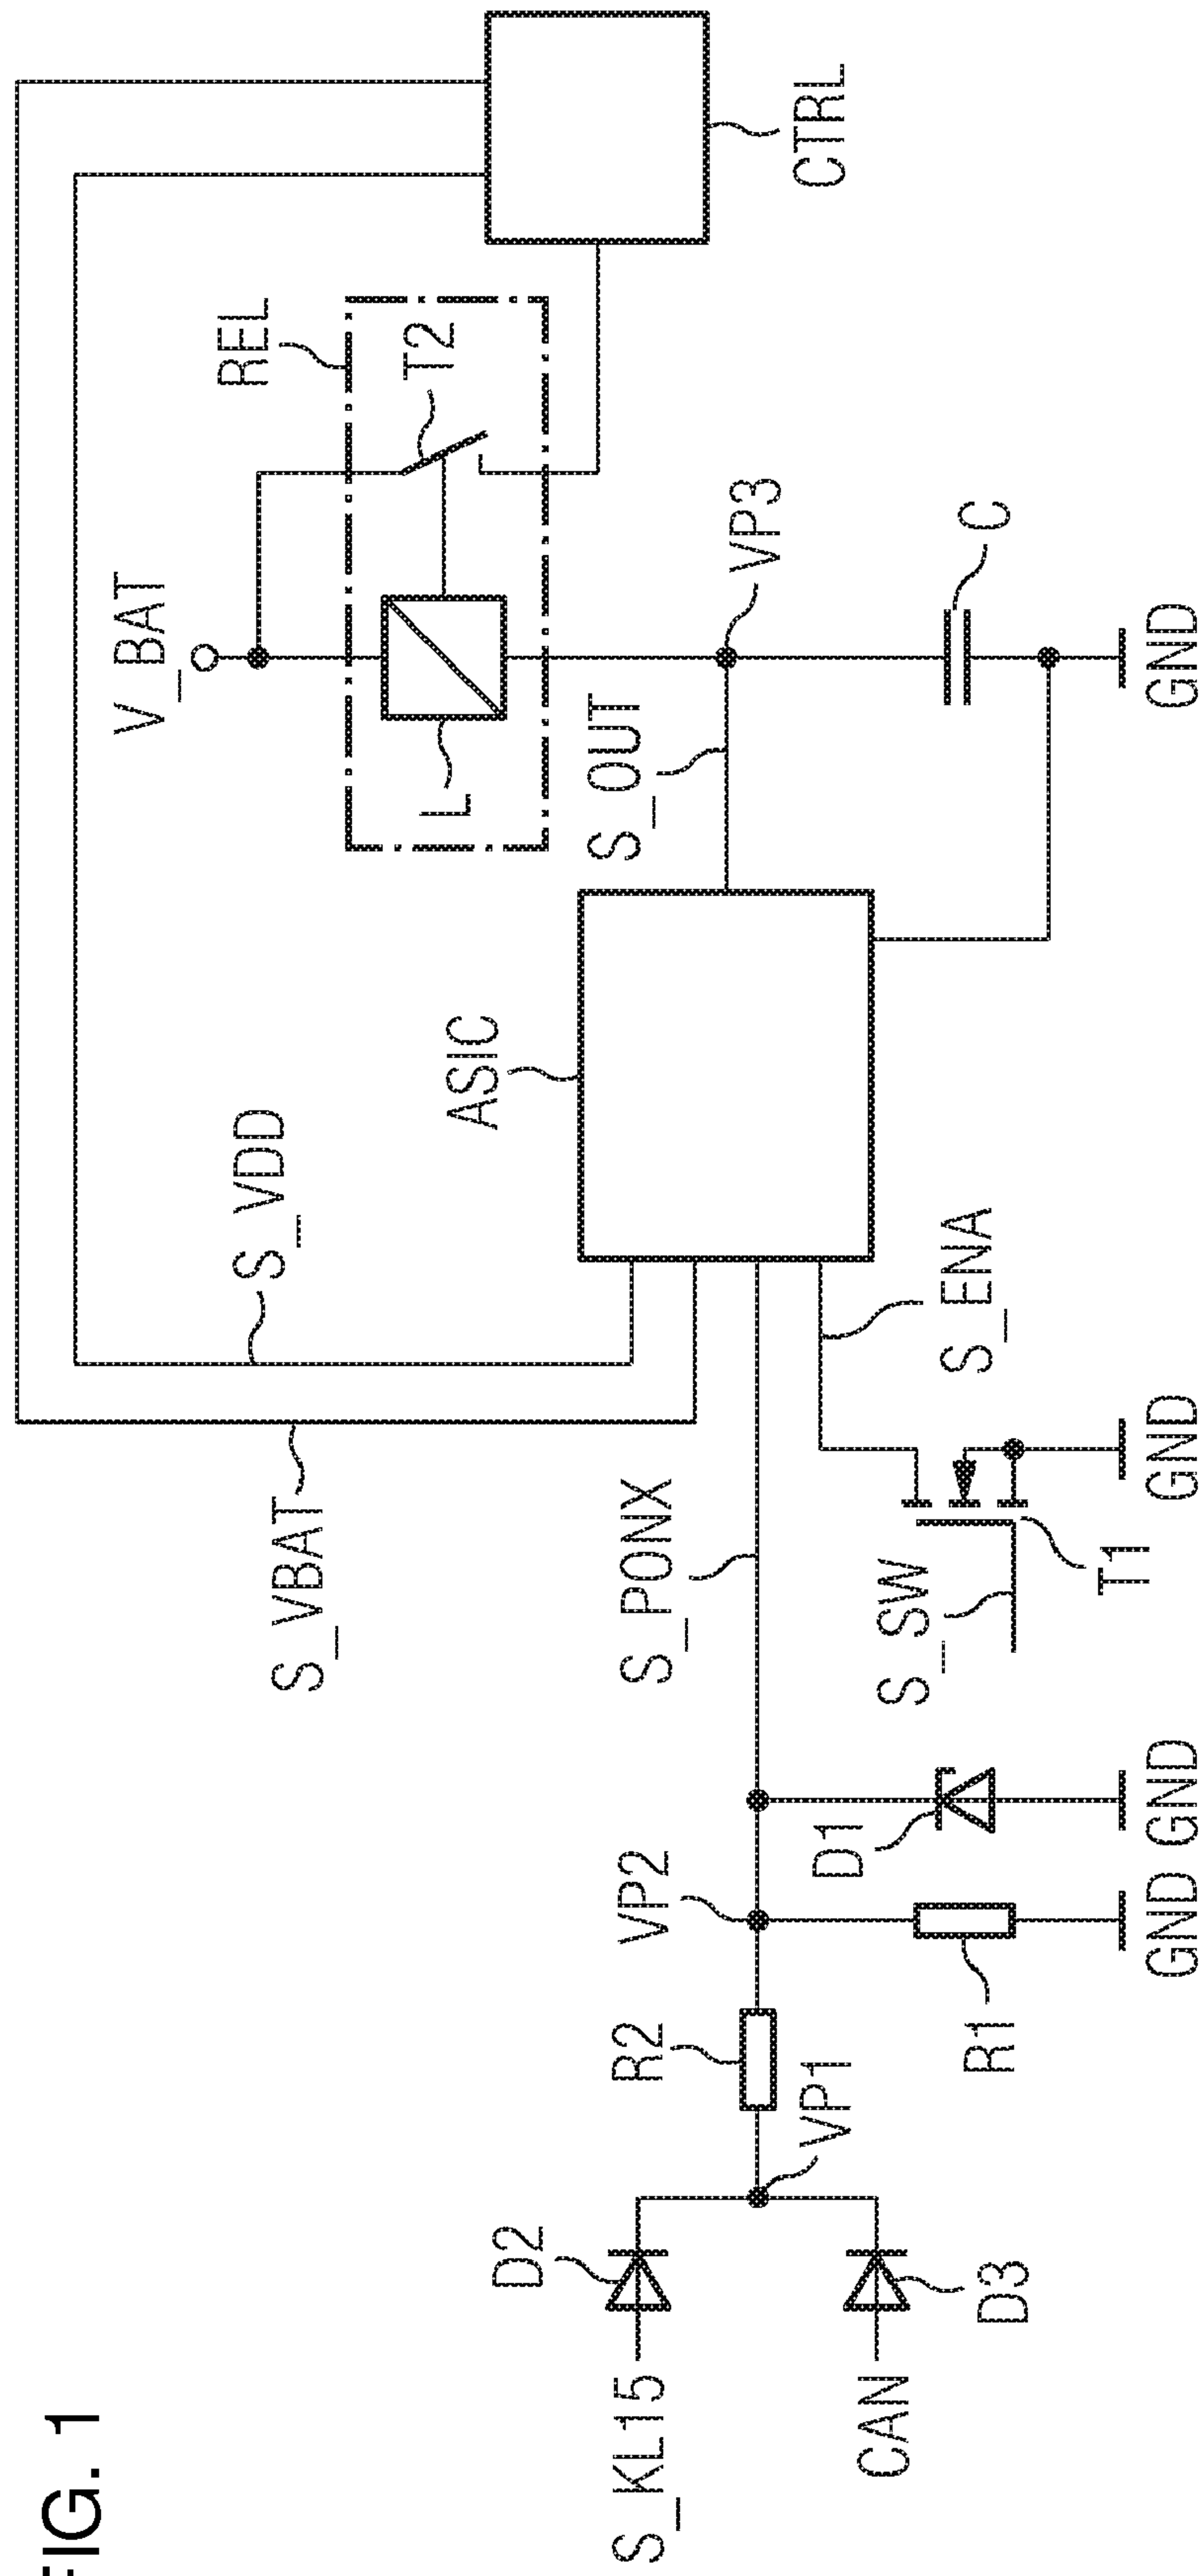 FIG. 1
S_VBAT
S_VDD
V_BAT
REL
T2
L
CTRL
ASIC
S_OUT
VP3
C
GND
S_KL15
CAN
D2
D3
VP1
R2
VP2
R1
D1
S_PONX
S_SW
T1
S_ENA
GND
GND
GND